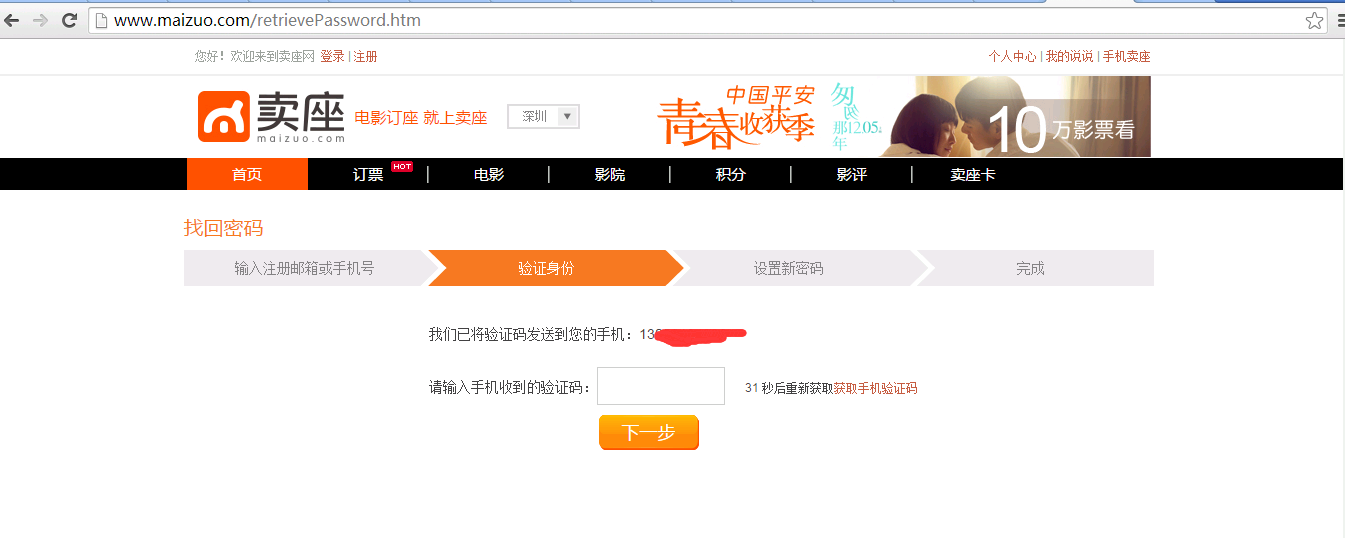 www.maizuo.com/retrievePassword.htm
您好！欢迎来到卖座网 登录 | 注册
个人中心 | 我的说说 | 手机卖座
卖座
maizuo.com
电影订座 就上卖座
深圳
中国平安
青春收获季
匆匆
那12.05.
年
10万影票看
首页
订票 HOT
电影
影院
积分
影评
卖座卡
找回密码
输入注册邮箱或手机号
验证身份
设置新密码
完成
我们已将验证码发送到您的手机：13
请输入手机收到的验证码：
31 秒后重新获取获取手机验证码
下一步